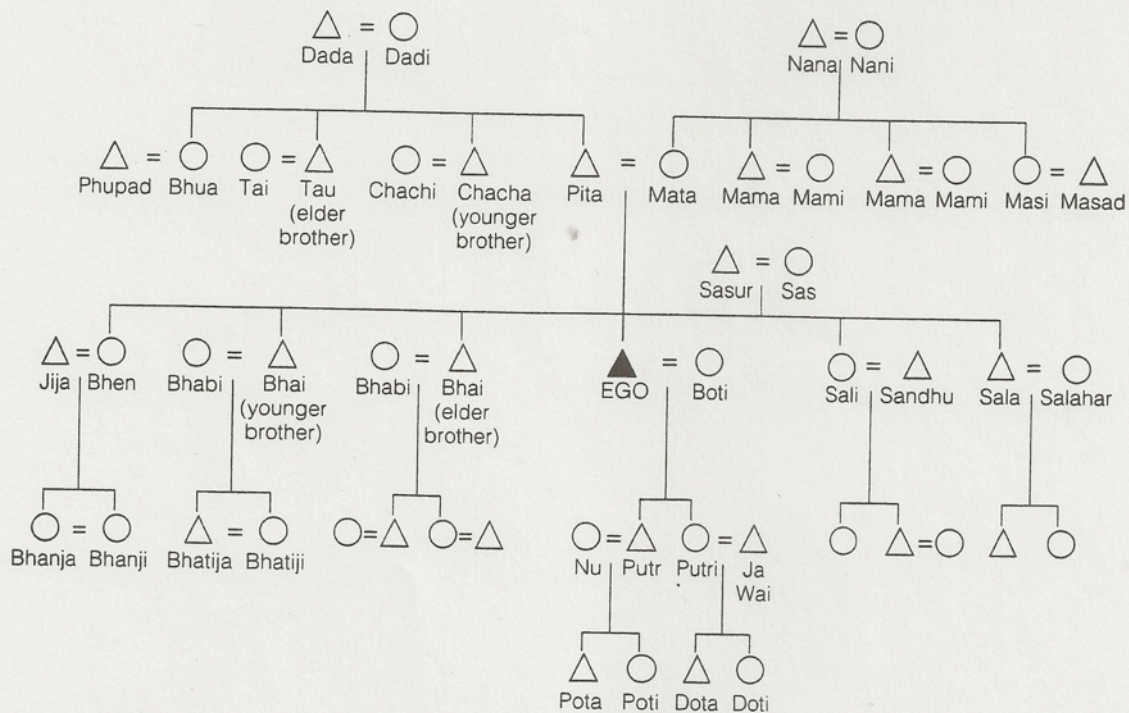 Dada Dadi
Nana Nani
Phupad Bhua Tai Tau Chachi Chacha Pita Mata Mama Mami Mama Mami Masi Masad
(elder (younger
brother) brother)
Sasur Sas
Jija Bhen Bhabi Bhai Bhabi Bhai EGO Boti Sali Sandhu Sala Salahar
(younger (elder
brother) brother)
Bhanja Bhanji Bhatija Bhatiji Nu Putr Putri Ja
Wai
Pota Poti Dota Doti